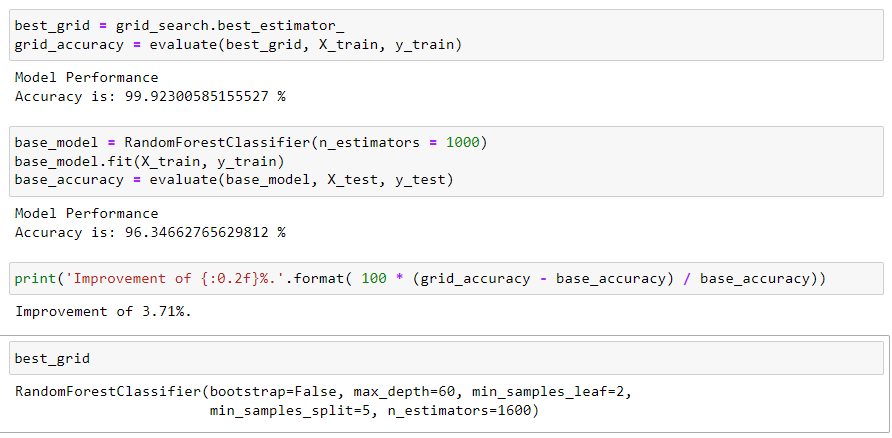 best_grid = grid_search.best_estimator_
grid_accuracy = evaluate(best_grid, X_train, y_train)
Model Performance
Accuracy is: 99.92300585155527 %
base_model = RandomForestClassifier(n_estimators = 1000)
base_model.fit(X_train, y_train)
base_accuracy = evaluate(base_model, X_test, y_test)
Model Performance
Accuracy is: 96.34662765629812 %
print('Improvement of {:0.2f}%.'.format( 100 * (grid_accuracy - base_accuracy) / base_accuracy))
Improvement of 3.71%.
best_grid
RandomForestClassifier(bootstrap=False, max_depth=60, min_samples_leaf=2,
min_samples_split=5, n_estimators=1600)